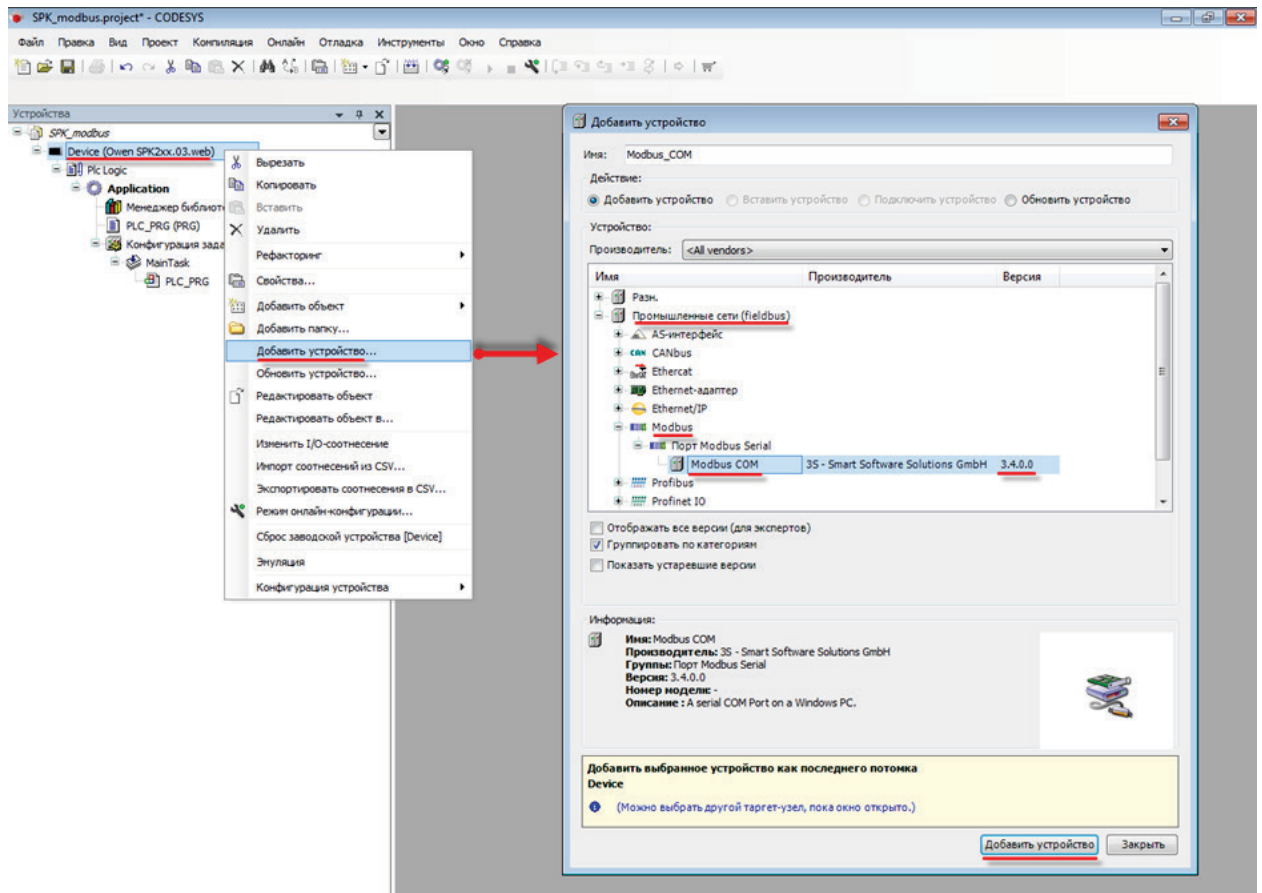 SPK_modbus.project* - CODESYS
Файл Правка Вид Проект Компиляция Онлайн Отладка Инструменты Окно Справка
Устройства
SPK_modbus
Device (Owen SPK2xx.03.web)
Plc Logic
Application
Менеджер библиот
PLC_PRG (PRG)
Конфигурация зада
MainTask
PLC_PRG
Вырезать
Копировать
Вставить
Удалить
Рефакторинг
Свойства...
Добавить объект
Добавить папку...
Добавить устройство...
Обновить устройство...
Редактировать объект
Редактировать объект в...
Изменить I/O-соотнесение
Импорт соотнесений из CSV...
Экспортировать соотнесения в CSV...
Режим онлайн-конфигурации...
Сброс заводской устройства [Device]
Эмуляция
Конфигурация устройства
Добавить устройство
Имя: Modbus_COM
Действие:
Добавить устройство Вставить устройство Подключить устройство Обновить устройство
Устройство:
Производитель: <All vendors>
Имя Производитель Версия
Разн.
Промышленные сети (fieldbus)
AS-интерфейс
CAN CANbus
Ethercat
Ethernet-адаптер
Ethernet/IP
Modbus
Порт Modbus Serial
Modbus COM 3S - Smart Software Solutions GmbH 3.4.0.0
Profibus
Profinet IO
Отображать все версии (для экспертов)
Группировать по категориям
Показать устаревшие версии
Информация:
Имя: Modbus COM
Производитель: 3S - Smart Software Solutions GmbH
Группы: Порт Modbus Serial
Версия: 3.4.0.0
Номер модели: -
Описание : A serial COM Port on a Windows PC.
Добавить выбранное устройство как последнего потомка
Device
(Можно выбрать другой таргет-узел, пока окно открыто.)
Добавить устройство Закрыть